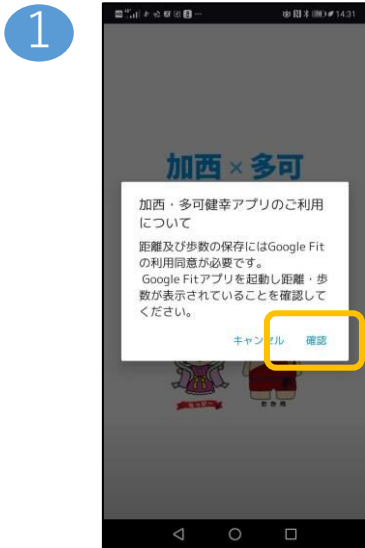 1
14:31
加西×多可
加西・多可健幸アプリのご利用
について
距離及び歩数の保存にはGoogle Fit
の利用同意が必要です。
Google Fitアプリを起動し距離・歩
数が表示されていることを確認して
ください。
キャンセル 確認